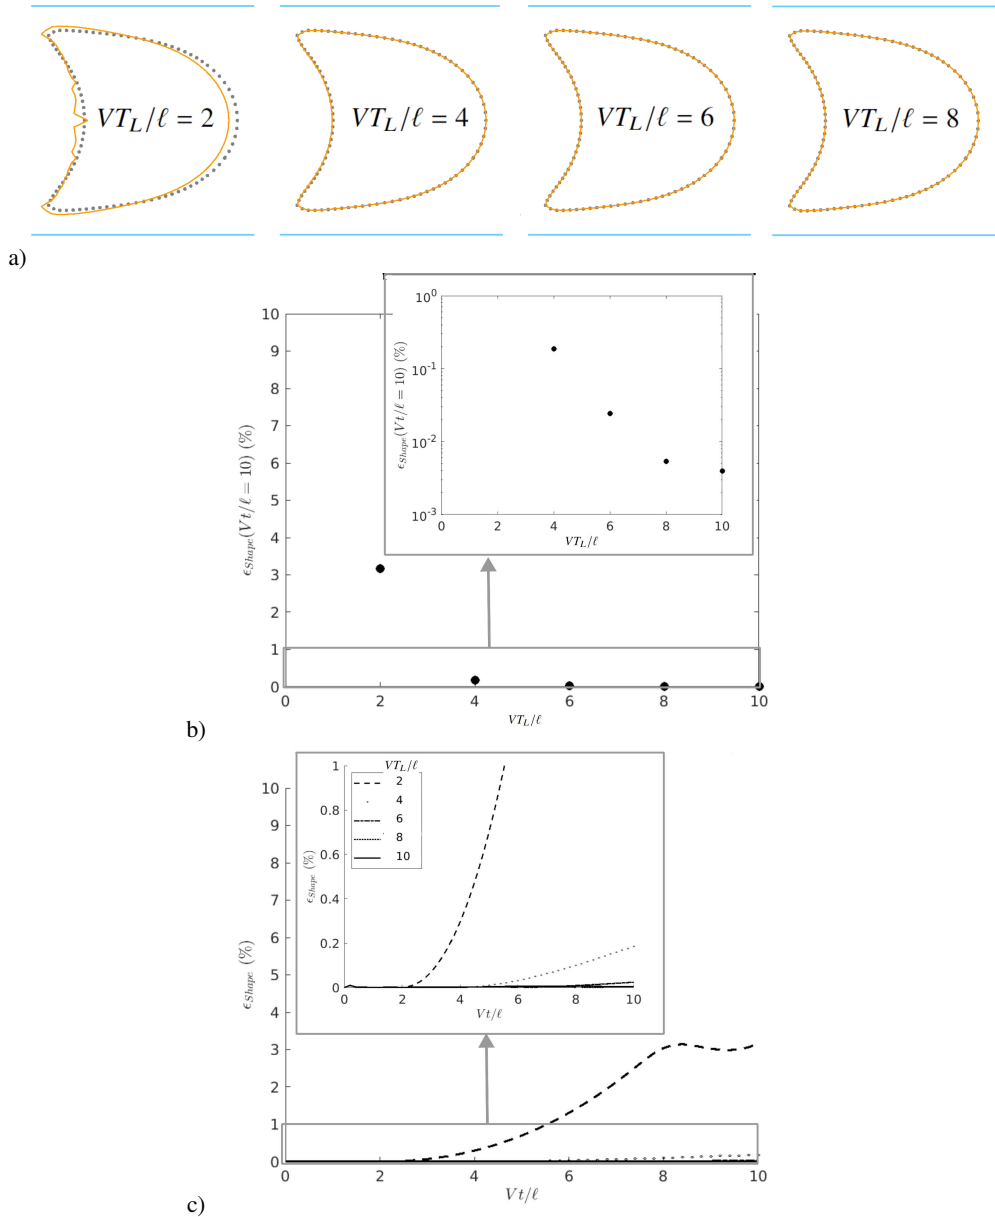 VT_L/ℓ = 2 VT_L/ℓ = 4 VT_L/ℓ = 6 VT_L/ℓ = 8
a)
10
9
8
7
6
5
4
3
2
1
0
ϵ_Shape(Vt/ℓ = 10) (%)
0 2 4 6 8 10
VT_L/ℓ
10^0
10^-1
10^-2
10^-3
ϵ_Shape(Vt/ℓ = 10) (%)
0 2 4 6 8 10
VT_L/ℓ
b)
10
9
8
7
6
5
4
3
2
1
0
ϵ_Shape (%)
0 2 4 6 8 10
Vt/ℓ
1
0.8
0.6
0.4
0.2
0
ϵ_Shape (%)
0 2 4 6 8 10
Vt/ℓ
VT_L/ℓ
2
4
6
8
10
c)